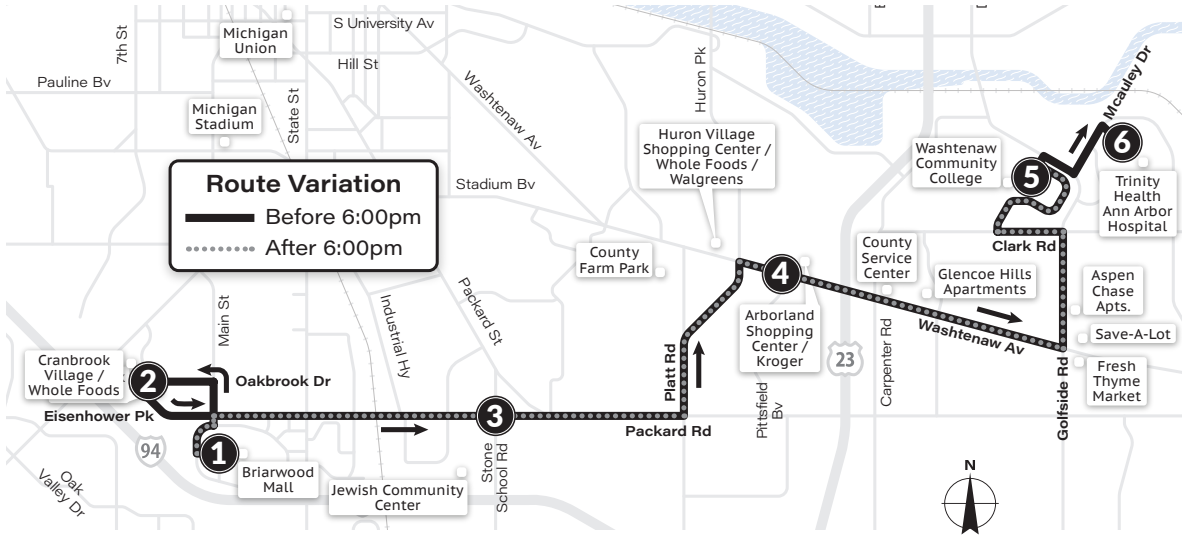 7th St
Pauline Bv
Michigan
Union
S University Av
Hill St
State St
Michigan
Stadium
Washtenaw Av
Huron Pk
Stadium Bv
Huron Village
Shopping Center /
Whole Foods /
Walgreens
Washtenaw
Community
College
Mcauley Dr
5
6
Trinity
Health
Ann Arbor
Hospital
Route Variation
Before 6:00pm
After 6:00pm
County
Farm Park
4
County
Service
Center
Clark Rd
Glencoe Hills
Apartments
Aspen
Chase
Apts.
Save-A-Lot
Fresh
Thyme
Market
Main St
Industrial Hy
Packard St
Arborland
Shopping
Center /
Kroger
Washtenaw Av
23
Carpenter Rd
Platt Rd
Pittsfield
Bv
Golfside Rd
Cranbrook
Village /
Whole Foods
2
Oakbrook Dr
Eisenhower Pk
3
Packard Rd
94
1
Briarwood
Mall
Jewish Community
Center
Stone
School Rd
Oak
Valley Dr
N